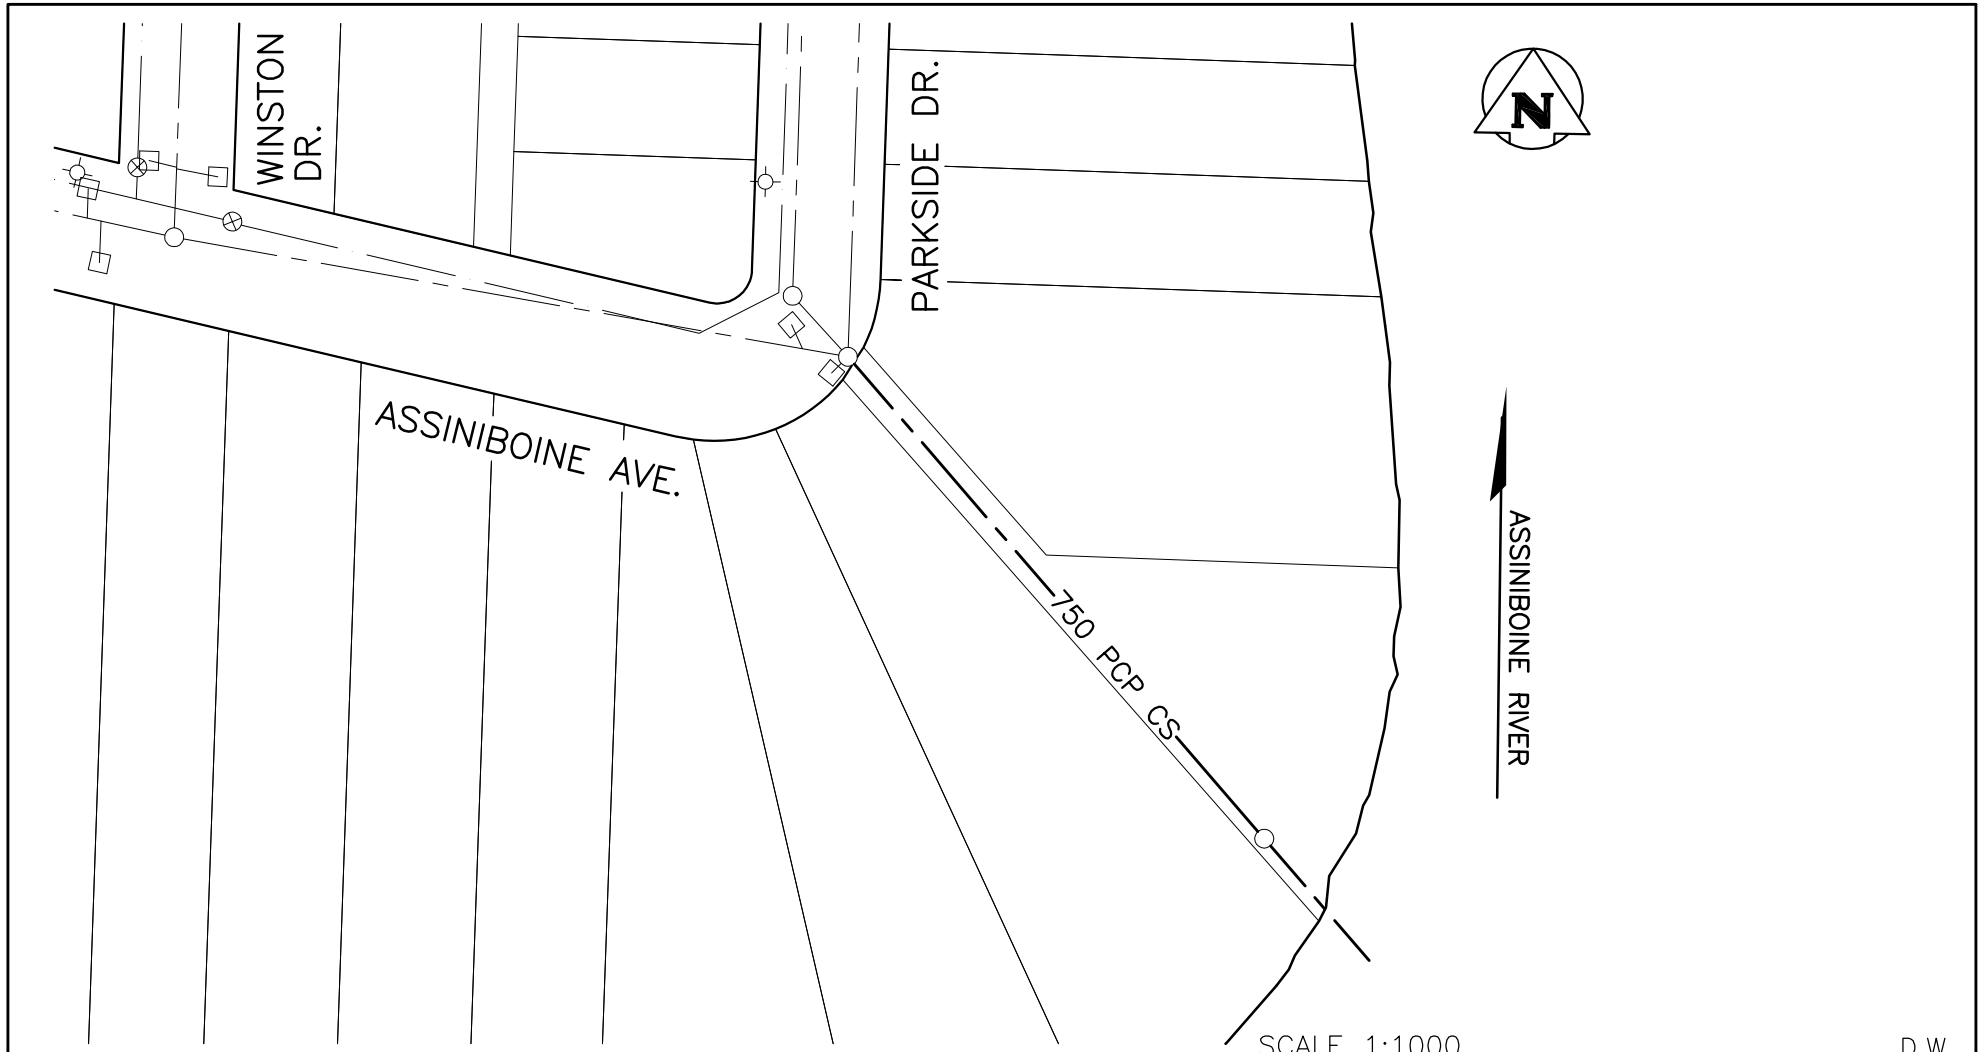 WINSTON
DR.
PARKSIDE DR.
N
ASSINIBOINE AVE.
ASSINIBOINE RIVER
750 PCP CS
SCALE 1:1000
D.W.